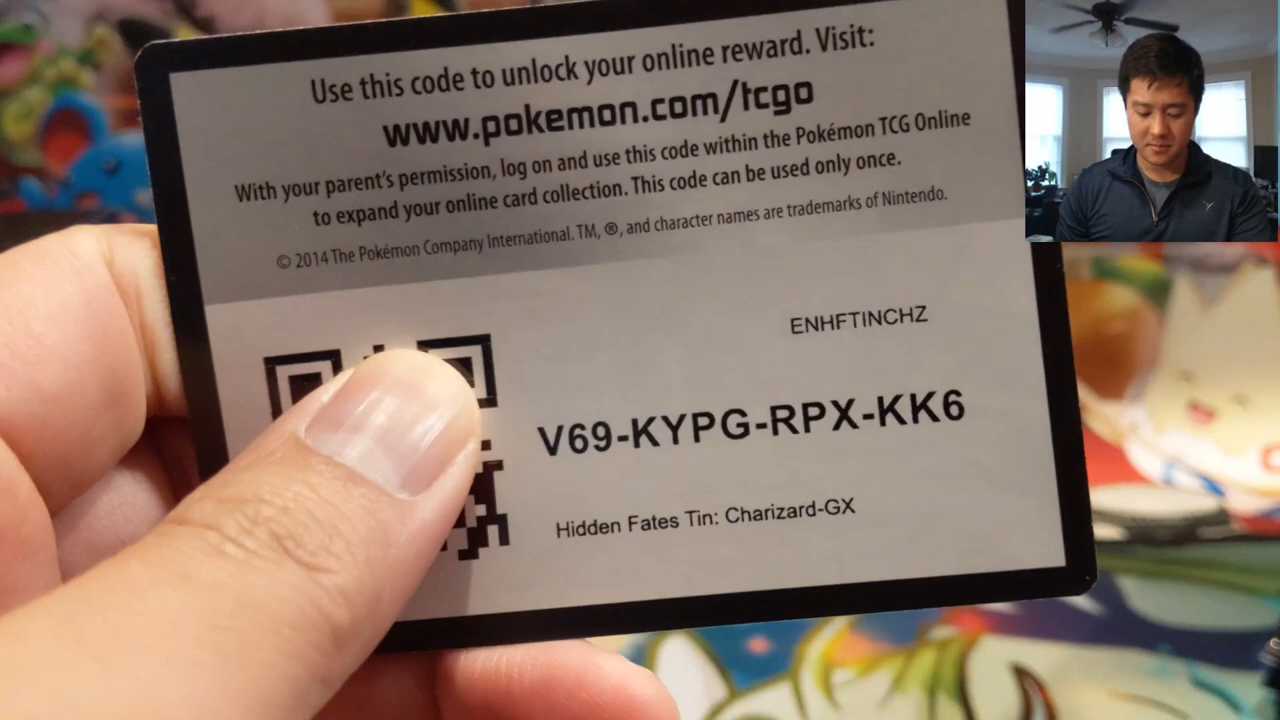 Use this code to unlock your online reward. Visit:
www.pokemon.com/tcgo
With your parent's permission, log on and use this code within the Pokémon TCG Online
to expand your online card collection. This code can be used only once.
© 2014 The Pokémon Company International. TM, ®, and character names are trademarks of Nintendo.
ENHFTINCHZ
V69-KYPG-RPX-KK6
Hidden Fates Tin: Charizard-GX